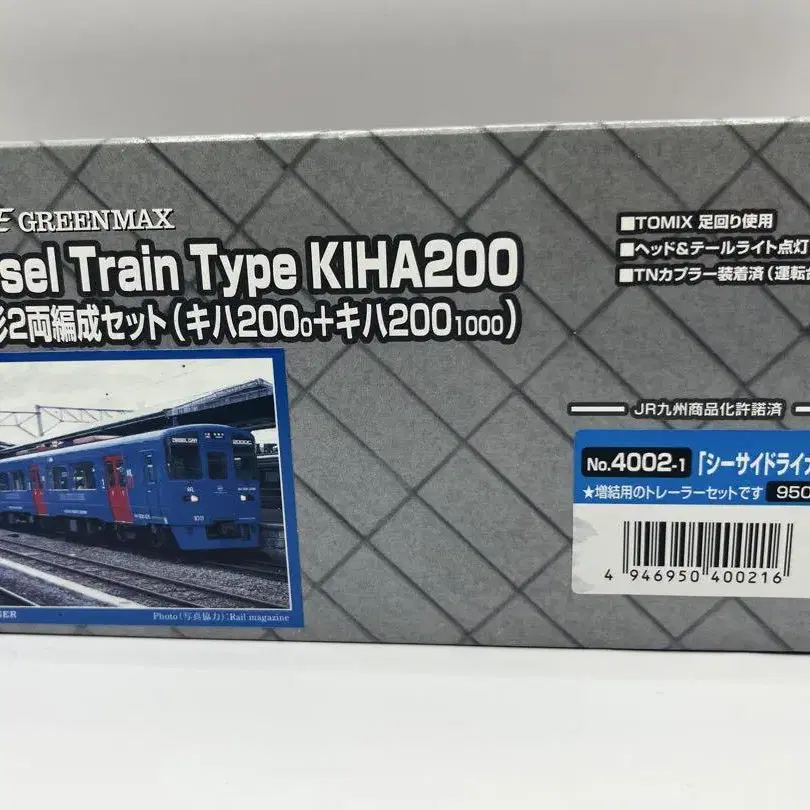 GREENMAX
sel Train Type KIHA200
形2両編成セット(キハ200₀+キハ200₁₀₀₀)
■TOMIX 足回り使用
■ヘッド&テールライト点灯
■TNカプラー装着済(運転台
JR九州商品化許諾済
No.4002-1 「シーサイドライナ
★増結用のトレーラーセットです 950
4 946950 400216
1011
SER
Photo(写真協力):Rail magazine